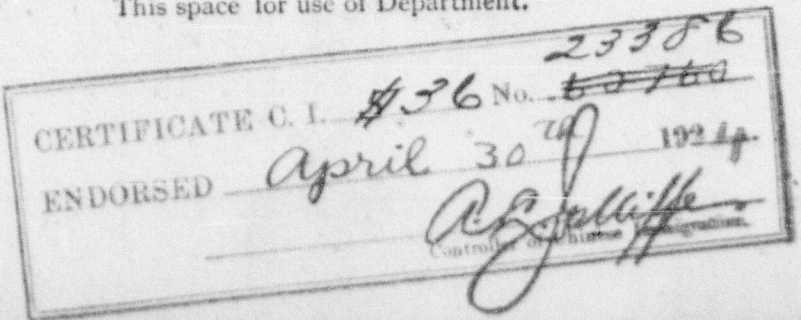 This space for use of Department.
23386
CERTIFICATE C. I. $36 No.
ENDORSED April 30th 1924.
A. L. Jolliffe
Controller of Chinese Immigration.